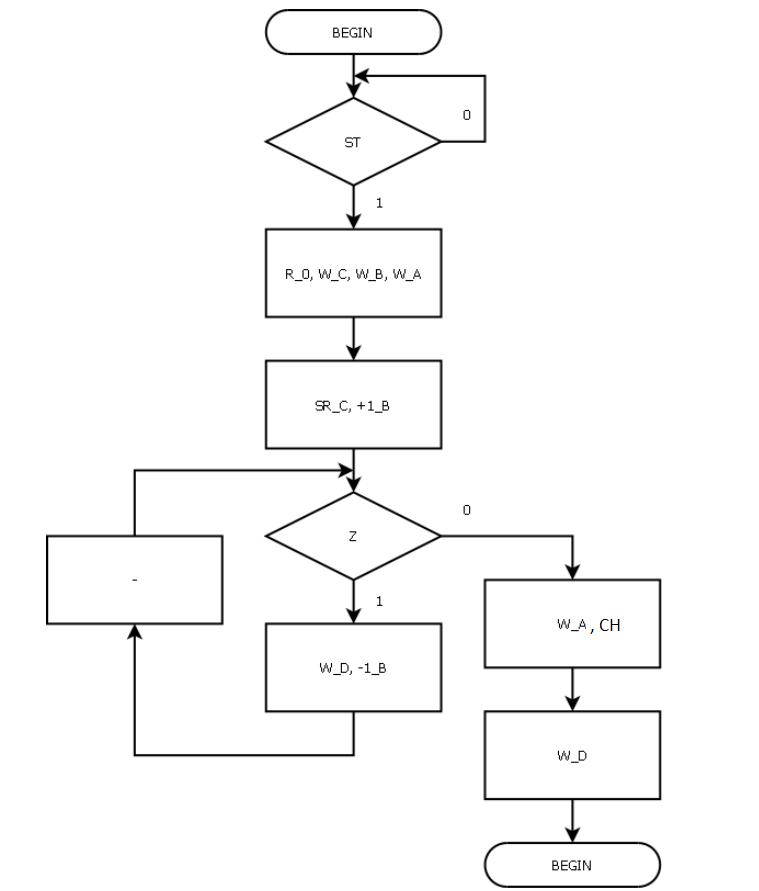 BEGIN
0
ST
1
R_0, W_C, W_B, W_A
SR_C, +1_B
0
Z
-
1
W_A, CH
W_D, -1_B
W_D
BEGIN